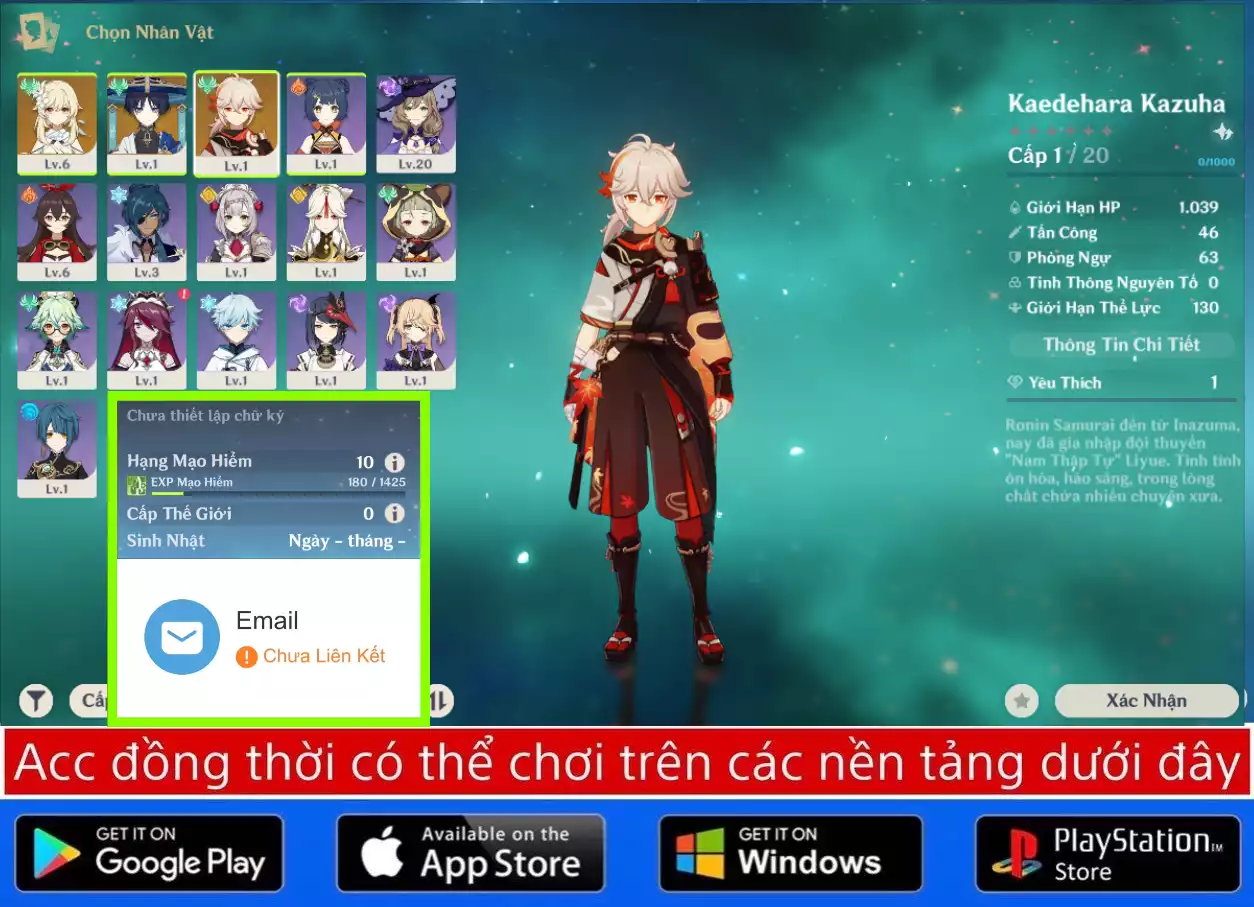 Chọn Nhân Vật
Lv.6
Lv.1
Lv.1
Lv.1
Lv.20
Lv.6
Lv.3
Lv.1
Lv.1
Lv.1
Lv.1
Lv.1
Lv.1
Lv.1
Lv.1
Lv.1
Chưa thiết lập chữ ký
Hạng Mạo Hiểm 10
EXP Mạo Hiểm 180 / 1425
Cấp Thế Giới 0
Sinh Nhật Ngày - tháng -
Email
Chưa Liên Kết
Kaedehara Kazuha
Cấp 1 / 20
0/1000
Giới Hạn HP 1.039
Tấn Công 46
Phòng Ngự 63
Tinh Thông Nguyên Tố 0
Giới Hạn Thể Lực 130
Thông Tin Chi Tiết
Yêu Thích 1
Ronin Samurai đến từ Inazuma,
nay đã gia nhập đội thuyền
"Nam Thập Tự" Liyue. Tính tình
ôn hòa, hào sảng, trong lòng
chất chứa nhiều chuyện xưa.
Xác Nhận
Acc đồng thời có thể chơi trên các nền tảng dưới đây
GET IT ON
Google Play
Available on the
App Store
GET IT ON
Windows
PlayStation™
Store